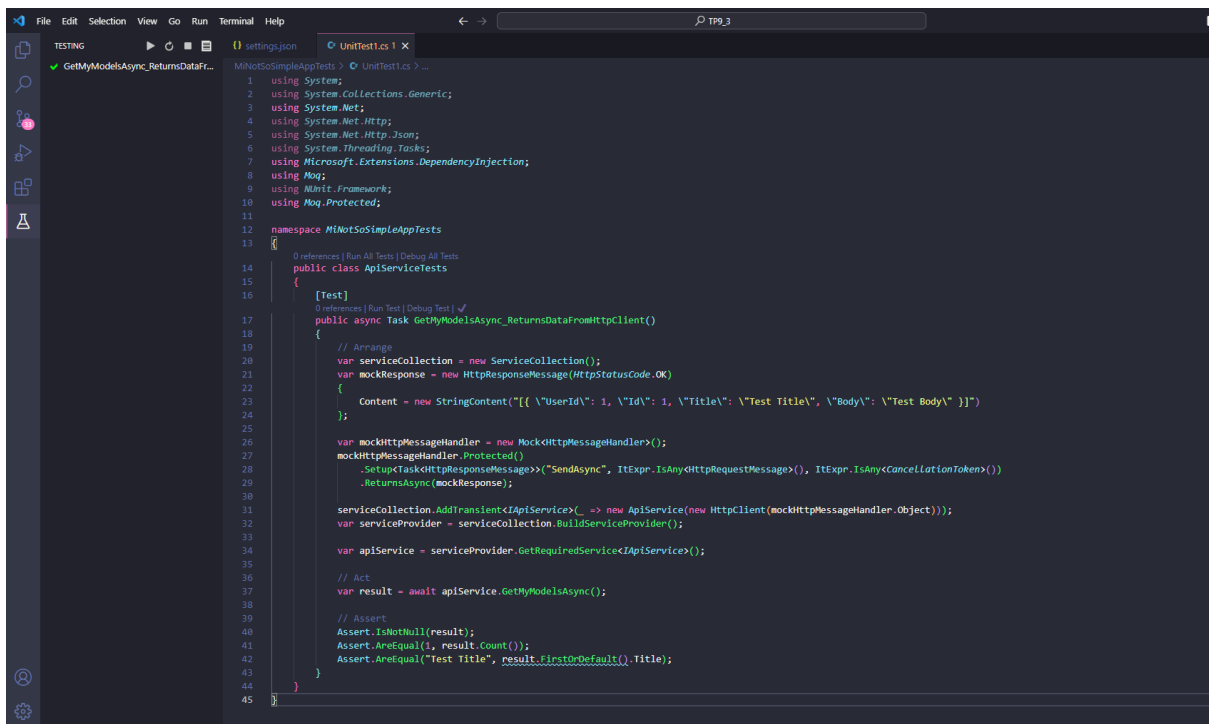 File Edit Selection View Go Run Terminal Help
TP9_3
TESTING
settings.json
UnitTest1.cs 1
GetMyModelsAsync_ReturnsDataFr...
MiNotSoSimpleAppTests > UnitTest1.cs > ...
1 using System;
2 using System.Collections.Generic;
3 using System.Net;
4 using System.Net.Http;
5 using System.Net.Http.Json;
6 using System.Threading.Tasks;
7 using Microsoft.Extensions.DependencyInjection;
8 using Moq;
9 using NUnit.Framework;
10 using Moq.Protected;
11
12 namespace MiNotSoSimpleAppTests
13 {
0 references | Run All Tests | Debug All Tests
14 public class ApiServiceTests
15 {
16 [Test]
0 references | Run Test | Debug Test | ✓
17 public async Task GetMyModelsAsync_ReturnsDataFromHttpClient()
18 {
19 // Arrange
20 var serviceCollection = new ServiceCollection();
21 var mockResponse = new HttpResponseMessage(HttpStatusCode.OK)
22 {
23 Content = new StringContent("[{ \"UserId\": 1, \"Id\": 1, \"Title\": \"Test Title\", \"Body\": \"Test Body\" }]")
24 };
25
26 var mockHttpMessageHandler = new Mock<HttpMessageHandler>();
27 mockHttpMessageHandler.Protected()
28 .Setup<Task<HttpResponseMessage>>("SendAsync", ItExpr.IsAny<HttpRequestMessage>(), ItExpr.IsAny<CancellationToken>())
29 .ReturnsAsync(mockResponse);
30
31 serviceCollection.AddTransient<IApiService>(_ => new ApiService(new HttpClient(mockHttpMessageHandler.Object)));
32 var serviceProvider = serviceCollection.BuildServiceProvider();
33
34 var apiService = serviceProvider.GetRequiredService<IApiService>();
35
36 // Act
37 var result = await apiService.GetMyModelsAsync();
38
39 // Assert
40 Assert.IsNotNull(result);
41 Assert.AreEqual(1, result.Count());
42 Assert.AreEqual("Test Title", result.FirstOrDefault().Title);
43 }
44 }
45 }